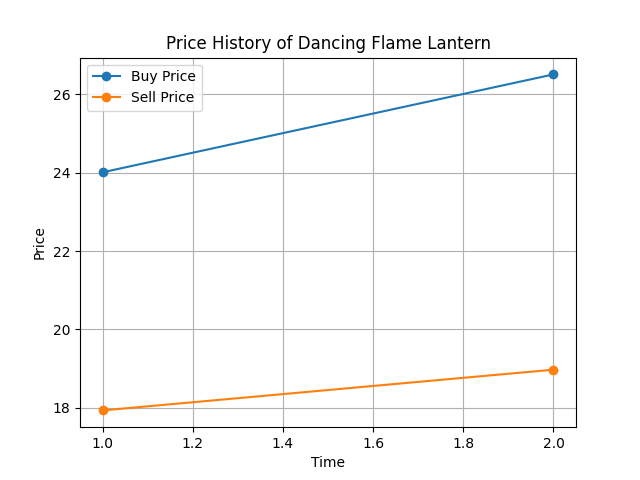 Price History of Dancing Flame Lantern
Buy Price
Sell Price
26
24
22
20
18
Price
1.0 1.2 1.4 1.6 1.8 2.0
Time